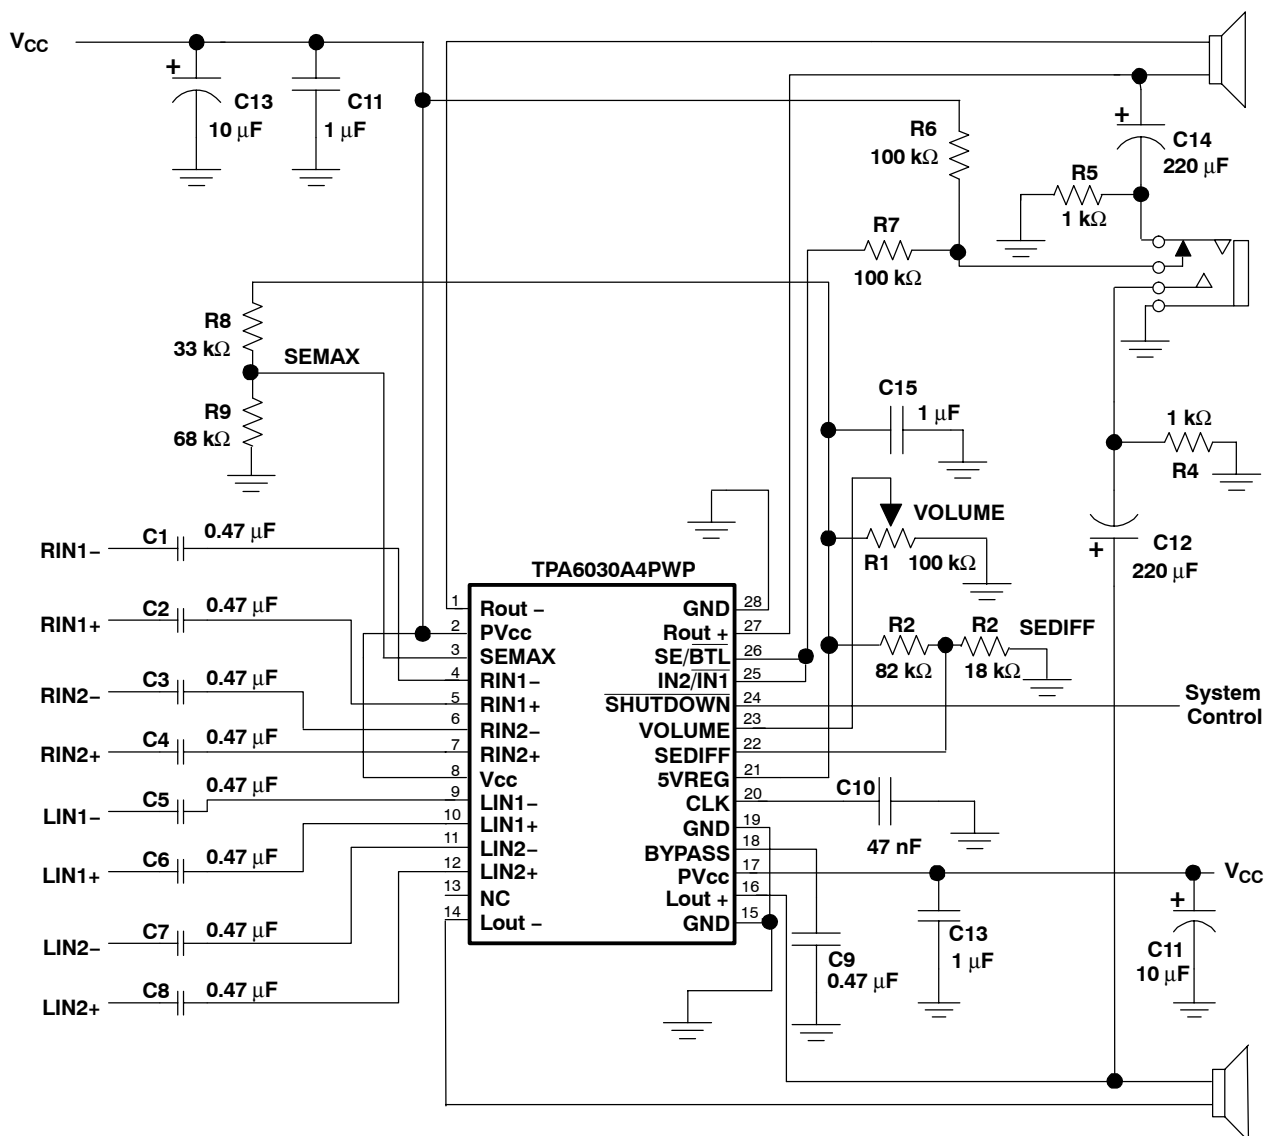 VCC
+
C13
10 μF
C11
1 μF
R6
100 kΩ
+
C14
220 μF
R5
1 kΩ
R7
100 kΩ
R8
33 kΩ
SEMAX
R9
68 kΩ
C15
1 μF
1 kΩ
R4
VOLUME
R1
100 kΩ
+
C12
220 μF
RIN1−
C1
0.47 μF
RIN1+
C2
0.47 μF
RIN2−
C3
0.47 μF
RIN2+
C4
0.47 μF
LIN1−
C5
0.47 μF
LIN1+
C6
0.47 μF
LIN2−
C7
0.47 μF
LIN2+
C8
0.47 μF
TPA6030A4PWP
1 Rout −
2 PVcc
3 SEMAX
4 RIN1−
5 RIN1+
6 RIN2−
7 RIN2+
8 Vcc
9 LIN1−
10 LIN1+
11 LIN2−
12 LIN2+
13 NC
14 Lout −
GND 28
Rout + 27
SE/BTL 26
IN2/IN1 25
SHUTDOWN 24
VOLUME 23
SEDIFF 22
5VREG 21
CLK 20
GND 19
BYPASS 18
PVcc 17
Lout + 16
GND 15
R2
82 kΩ
R2
18 kΩ
SEDIFF
System
Control
C10
47 nF
VCC
C9
0.47 μF
C13
1 μF
+
C11
10 μF